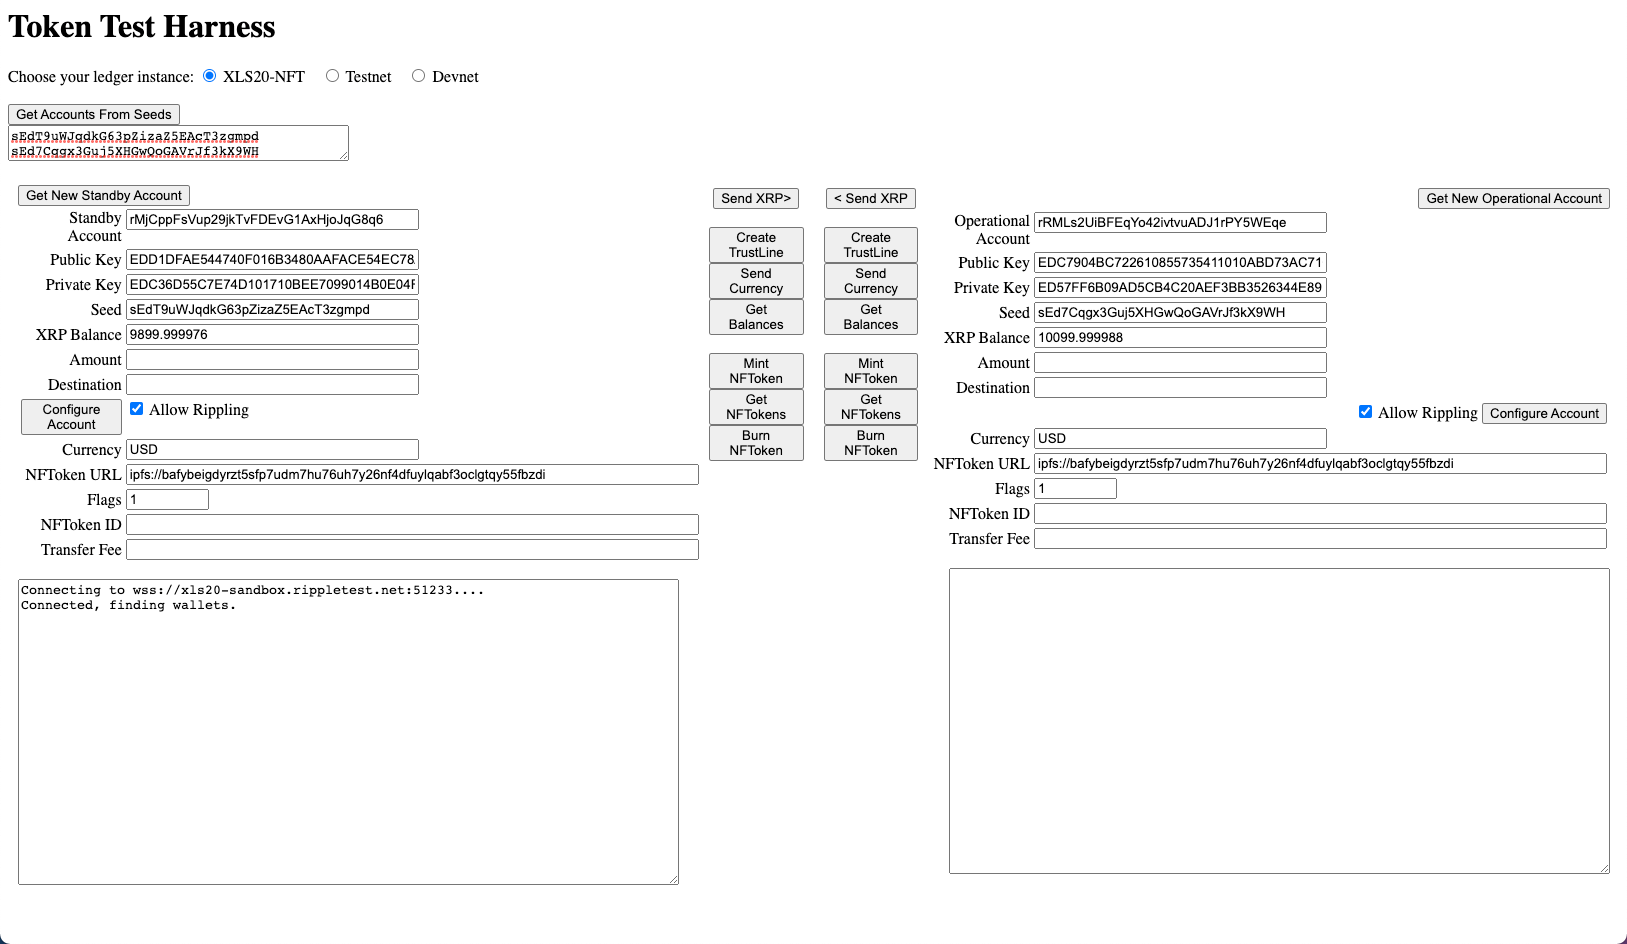 Token Test Harness
Choose your ledger instance: XLS20-NFT Testnet Devnet
Get Accounts From Seeds
sEdT9uWJqdkG63pZizaZ5EAcT3zgmpd
sEd7Cqgx3Guj5XHGwQoGAVrJf3kX9WH
Get New Standby Account
Standby Account rMjCppFsVup29jkTvFDEvG1AxHjoJqG8q6
Public Key EDD1DFAE544740F016B3480AAFACE54EC78
Private Key EDC36D55C7E74D101710BEE7099014B0E04F
Seed sEdT9uWJqdkG63pZizaZ5EAcT3zgmpd
XRP Balance 9899.999976
Amount
Destination
Configure Account Allow Rippling
Currency USD
NFToken URL ipfs://bafybeigdyrzt5sfp7udm7hu76uh7y26nf4dfuylqabf3oclgtqy55fbzdi
Flags 1
NFToken ID
Transfer Fee
Send XRP> < Send XRP
Create TrustLine Create TrustLine
Send Currency Send Currency
Get Balances Get Balances
Mint NFToken Mint NFToken
Get NFTokens Get NFTokens
Burn NFToken Burn NFToken
Get New Operational Account
Operational Account rRMLs2UiBFEqYo42ivtvuADJ1rPY5WEqe
Public Key EDC7904BC722610855735411010ABD73AC71
Private Key ED57FF6B09AD5CB4C20AEF3BB3526344E89
Seed sEd7Cqgx3Guj5XHGwQoGAVrJf3kX9WH
XRP Balance 10099.999988
Amount
Destination
Allow Rippling Configure Account
Currency USD
NFToken URL ipfs://bafybeigdyrzt5sfp7udm7hu76uh7y26nf4dfuylqabf3oclgtqy55fbzdi
Flags 1
NFToken ID
Transfer Fee
Connecting to wss://xls20-sandbox.rippletest.net:51233....
Connected, finding wallets.